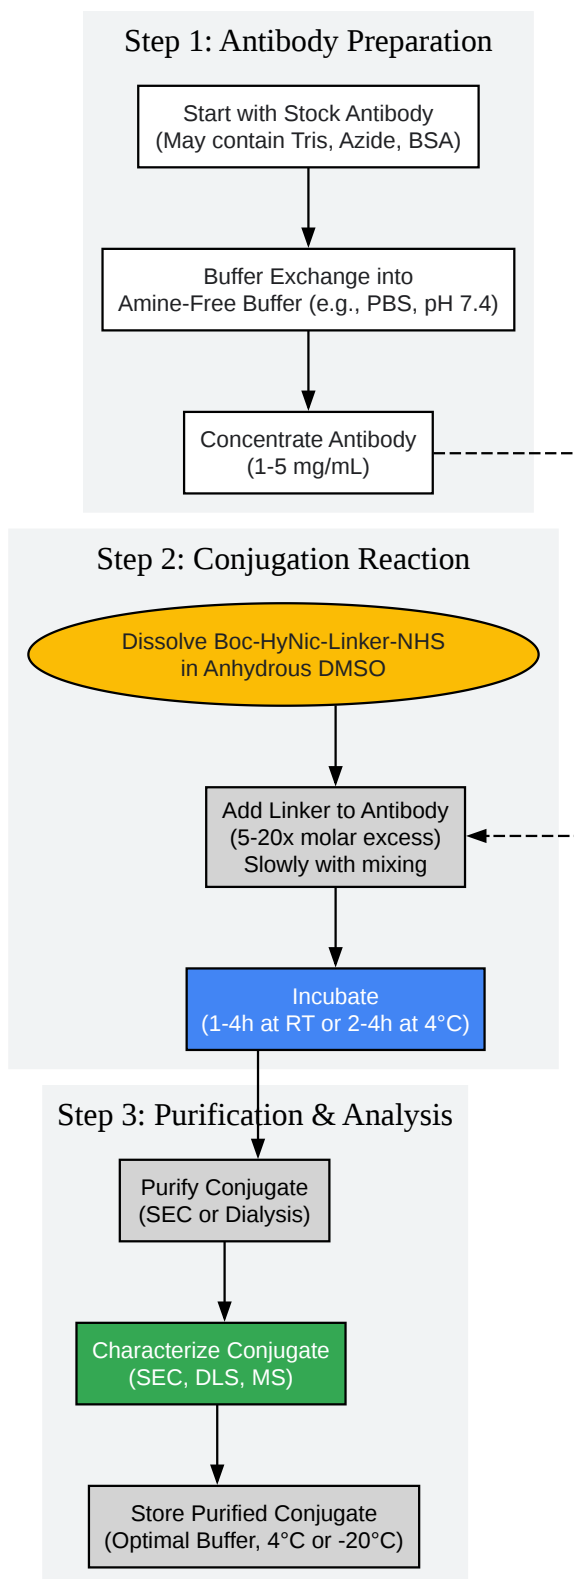 Step 1: Antibody Preparation
Start with Stock Antibody
(May contain Tris, Azide, BSA)
Buffer Exchange into
Amine-Free Buffer (e.g., PBS, pH 7.4)
Concentrate Antibody
(1-5 mg/mL)
Step 2: Conjugation Reaction
Dissolve Boc-HyNic-Linker-NHS
in Anhydrous DMSO
Add Linker to Antibody
(5-20x molar excess)
Slowly with mixing
Incubate
(1-4h at RT or 2-4h at 4°C)
Step 3: Purification & Analysis
Purify Conjugate
(SEC or Dialysis)
Characterize Conjugate
(SEC, DLS, MS)
Store Purified Conjugate
(Optimal Buffer, 4°C or -20°C)